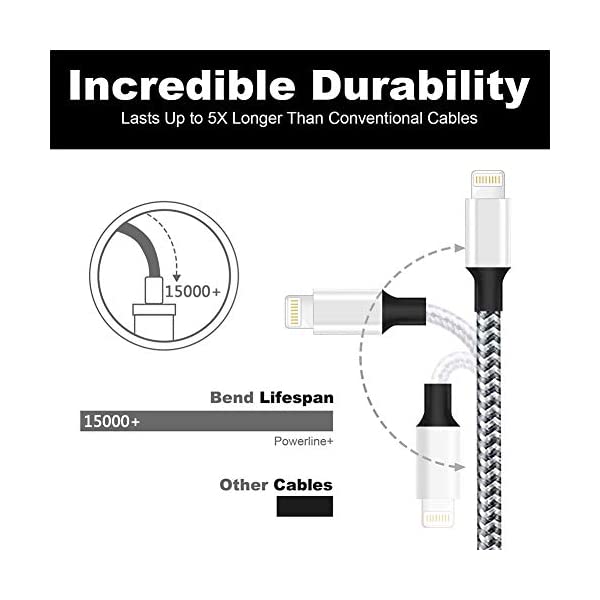 Incredible Durability
Lasts Up to 5X Longer Than Conventional Cables
15000+
Bend Lifespan
15000+
Powerline+
Other Cables